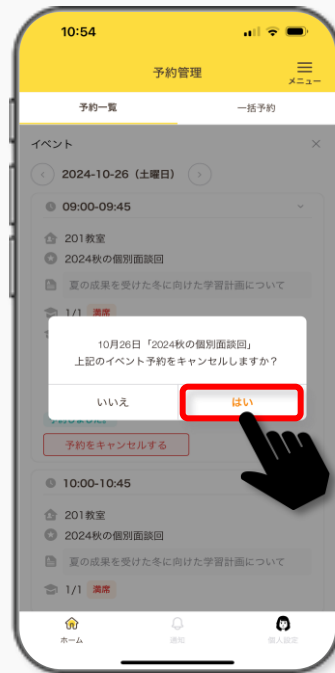 10:54
予約管理
メニュー
予約一覧
一括予約
イベント
2024-10-26（土曜日）
09:00-09:45
201教室
2024秋の個別面談回
夏の成果を受けた冬に向けた学習計画について
1/1 満席
10月26日「2024秋の個別面談回」
上記のイベント予約をキャンセルしますか？
いいえ
はい
予約しました。
予約をキャンセルする
10:00-10:45
201教室
2024秋の個別面談回
夏の成果を受けた冬に向けた学習計画について
1/1 満席
ホーム
通知
個人設定